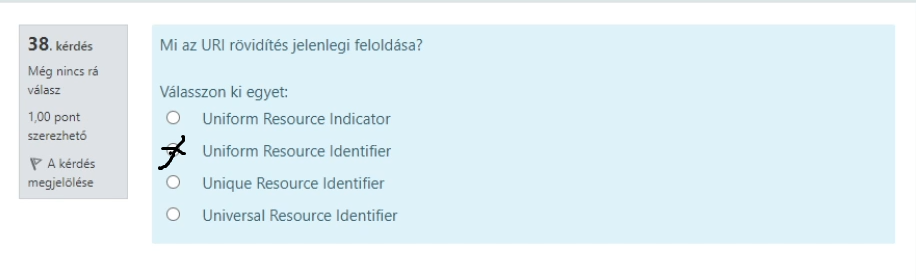 38. kérdés
Még nincs rá
válasz
1,00 pont
szerezhető
A kérdés
megjelölése
Mi az URI rövidítés jelenlegi feloldása?
Válasszon ki egyet:
Uniform Resource Indicator
Uniform Resource Identifier
Unique Resource Identifier
Universal Resource Identifier